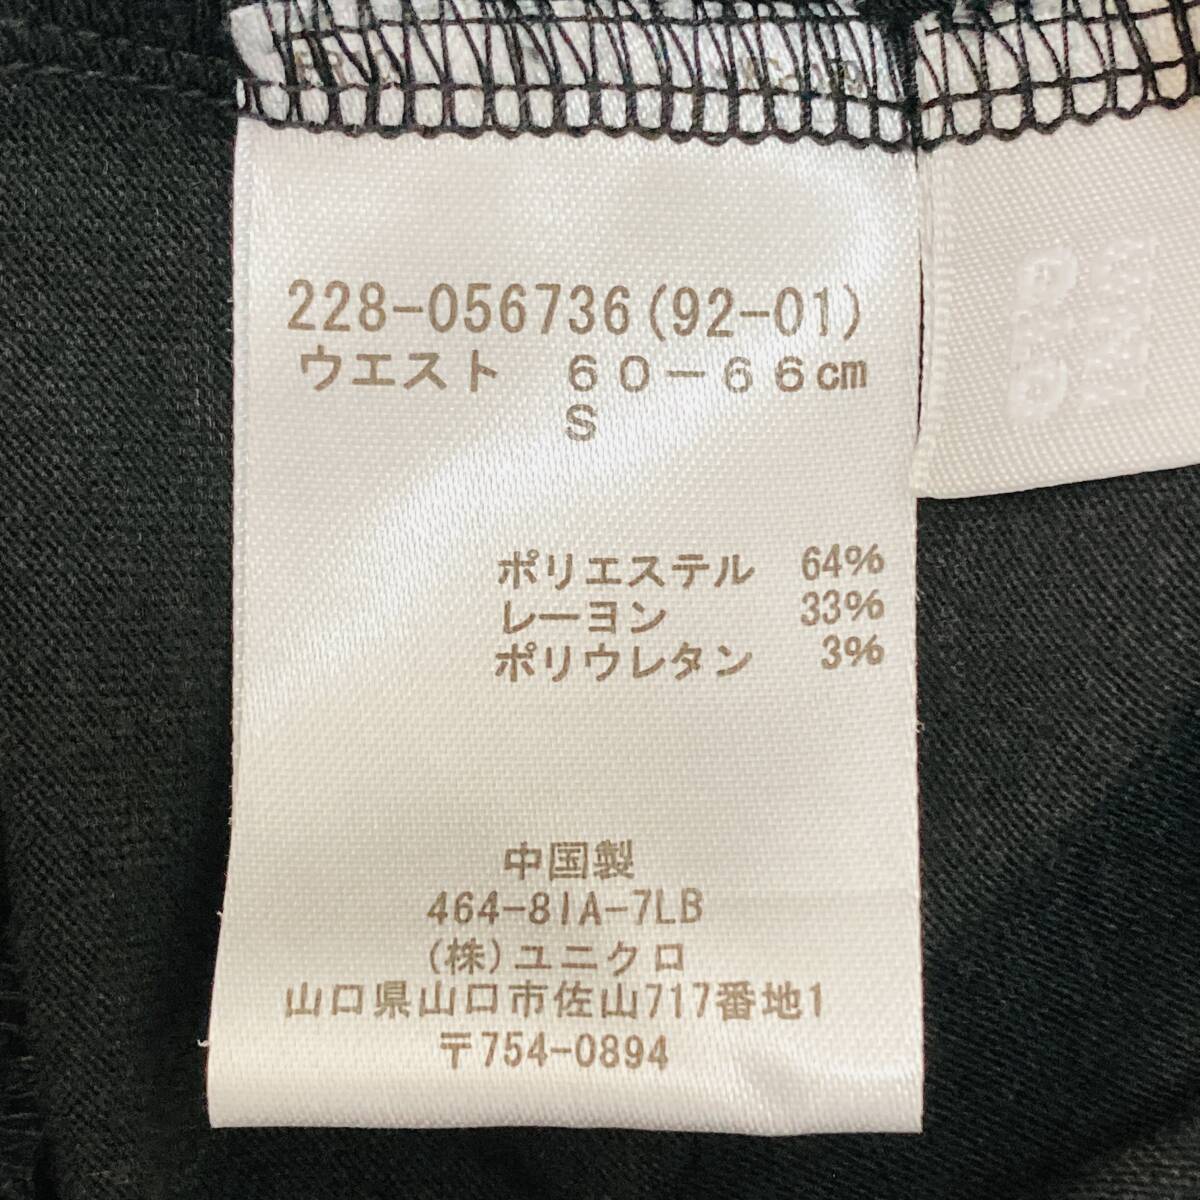 228-056736(92-01)
ウエスト 60-66cm
S
ポリエステル 64%
レーヨン 33%
ポリウレタン 3%
中国製
464-81A-7LB
(株)ユニクロ
山口県山口市佐山717番地1
〒754-0894